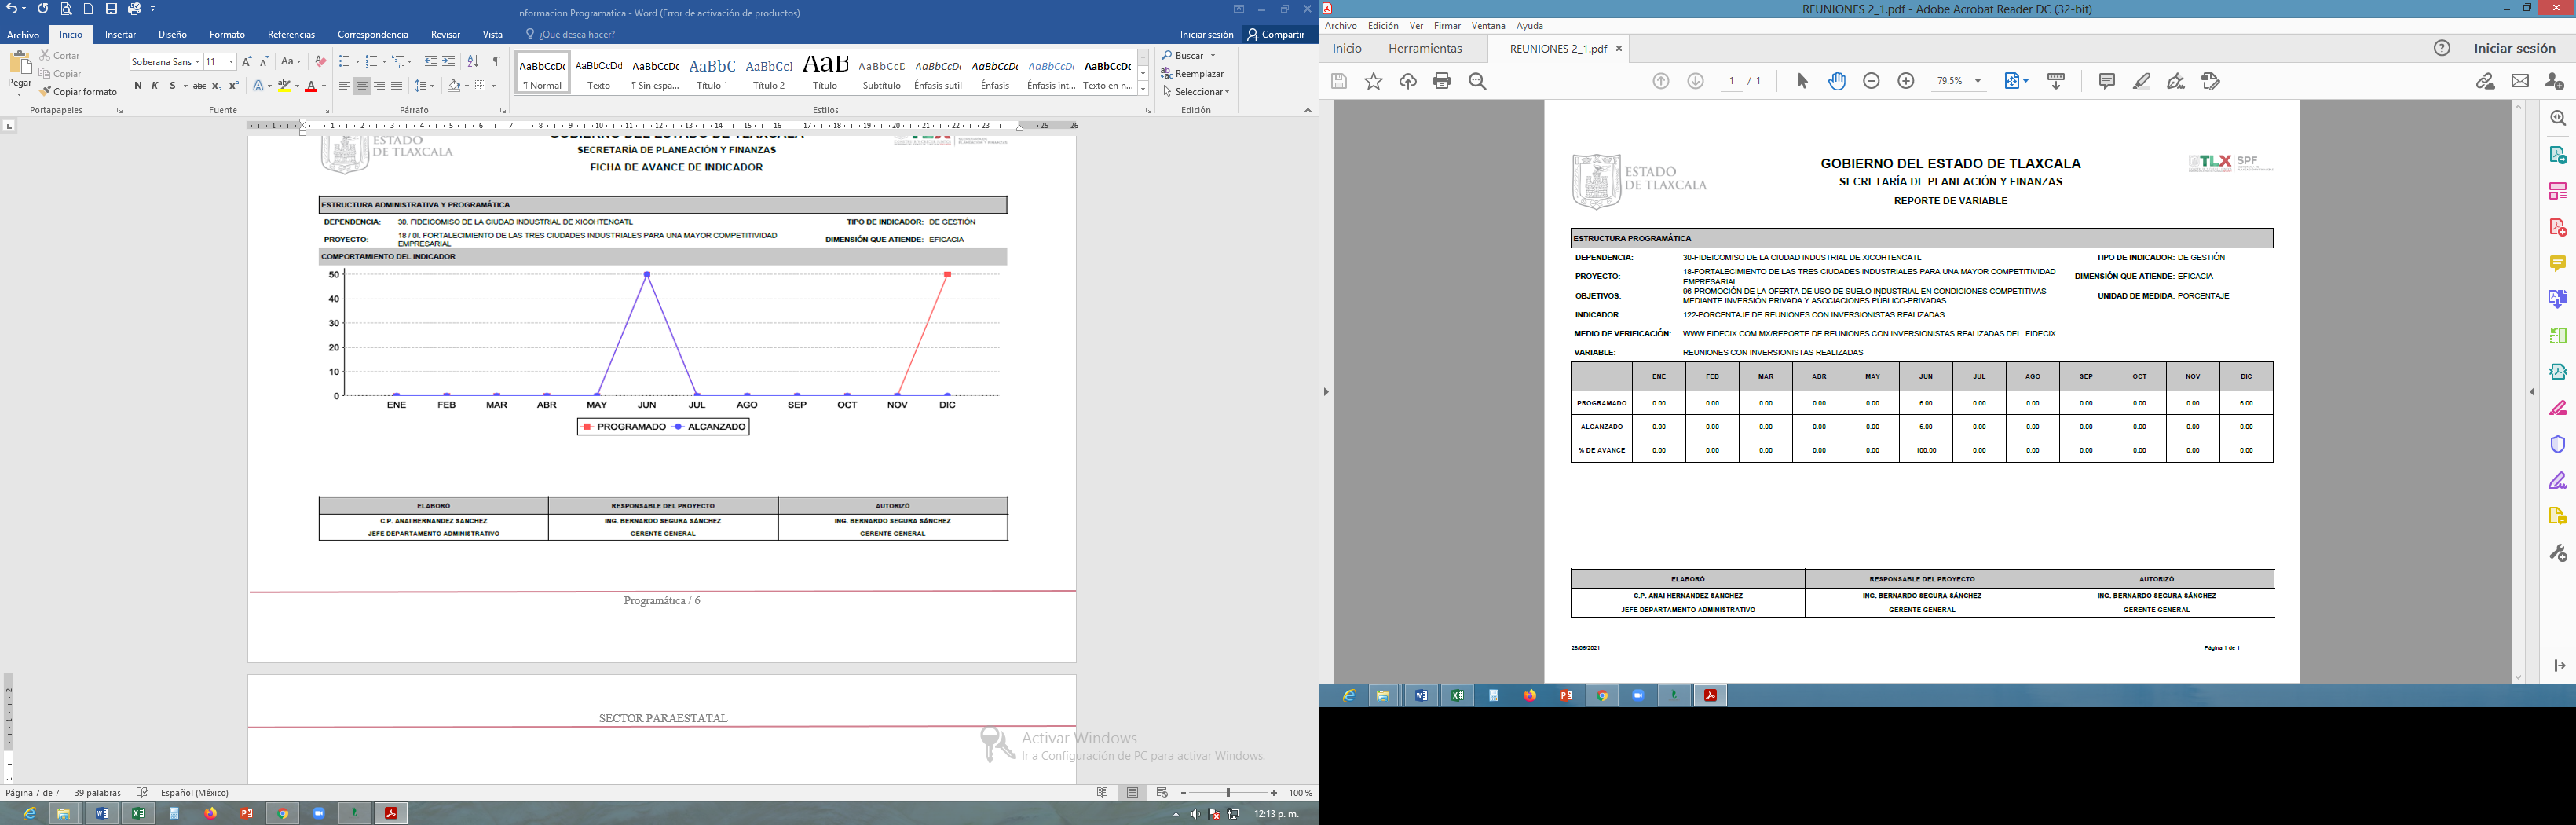 Informacion Programatica - Word (Error de activación de productos)
Archivo Inicio Insertar Diseño Formato Referencias Correspondencia Revisar Vista ¿Qué desea hacer? Iniciar sesión Compartir
Pegar
Cortar
Copiar
Copiar formato
Portapapeles
Soberana Sans 11
Fuente
Párrafo
AaBbCcDc AaBbCcDd AaBbCcDc AaBbC AaBbCcl AaB AaBbCcC AaBbCcDc AaBbCcDc AaBbCcDc AaBbCcDc
¶ Normal Texto ¶ Sin espa... Título 1 Título 2 Título Subtítulo Énfasis sutil Énfasis Énfasis int... Texto en n...
Estilos
Buscar
Reemplazar
Seleccionar
Edición
ESTADO
DE TLAXCALA
GOBIERNO DEL ESTADO DE TLAXCALA
SECRETARÍA DE PLANEACIÓN Y FINANZAS
FICHA DE AVANCE DE INDICADOR
ESTRUCTURA ADMINISTRATIVA Y PROGRAMÁTICA
DEPENDENCIA: 30. FIDEICOMISO DE LA CIUDAD INDUSTRIAL DE XICOHTENCATL TIPO DE INDICADOR: DE GESTIÓN
PROYECTO: 18 / 0I. FORTALECIMIENTO DE LAS TRES CIUDADES INDUSTRIALES PARA UNA MAYOR COMPETITIVIDAD EMPRESARIAL DIMENSIÓN QUE ATIENDE: EFICACIA
COMPORTAMIENTO DEL INDICADOR
50
40
30
20
10
0
ENE FEB MAR ABR MAY JUN JUL AGO SEP OCT NOV DIC
PROGRAMADO ALCANZADO
ELABORÓ RESPONSABLE DEL PROYECTO AUTORIZÓ
C.P. ANAI HERNANDEZ SANCHEZ ING. BERNARDO SEGURA SÁNCHEZ ING. BERNARDO SEGURA SÁNCHEZ
JEFE DEPARTAMENTO ADMINISTRATIVO GERENTE GENERAL GERENTE GENERAL
Programática / 6
SECTOR PARAESTATAL
Activar Windows
Ir a Configuración de PC para activar Windows.
Página 7 de 7 39 palabras Español (México) 100 %
12:13 p. m.
REUNIONES 2_1.pdf - Adobe Acrobat Reader DC (32-bit)
Archivo Edición Ver Firmar Ventana Ayuda
Inicio Herramientas REUNIONES 2_1.pdf Iniciar sesión
1 / 1 79.5%
ESTADO
DE TLAXCALA
TLX SPF
GOBIERNO DEL ESTADO DE TLAXCALA
SECRETARÍA DE PLANEACIÓN Y FINANZAS
REPORTE DE VARIABLE
ESTRUCTURA PROGRAMÁTICA
DEPENDENCIA: 30-FIDEICOMISO DE LA CIUDAD INDUSTRIAL DE XICOHTENCATL TIPO DE INDICADOR: DE GESTIÓN
PROYECTO: 18-FORTALECIMIENTO DE LAS TRES CIUDADES INDUSTRIALES PARA UNA MAYOR COMPETITIVIDAD EMPRESARIAL DIMENSIÓN QUE ATIENDE: EFICACIA
OBJETIVOS: 96-PROMOCIÓN DE LA OFERTA DE USO DE SUELO INDUSTRIAL EN CONDICIONES COMPETITIVAS MEDIANTE INVERSIÓN PRIVADA Y ASOCIACIONES PÚBLICO-PRIVADAS. UNIDAD DE MEDIDA: PORCENTAJE
INDICADOR: 122-PORCENTAJE DE REUNIONES CON INVERSIONISTAS REALIZADAS
MEDIO DE VERIFICACIÓN: WWW.FIDECIX.COM.MX/REPORTE DE REUNIONES CON INVERSIONISTAS REALIZADAS DEL FIDECIX
VARIABLE: REUNIONES CON INVERSIONISTAS REALIZADAS
ENE FEB MAR ABR MAY JUN JUL AGO SEP OCT NOV DIC
PROGRAMADO 0.00 0.00 0.00 0.00 0.00 6.00 0.00 0.00 0.00 0.00 0.00 6.00
ALCANZADO 0.00 0.00 0.00 0.00 0.00 6.00 0.00 0.00 0.00 0.00 0.00 0.00
% DE AVANCE 0.00 0.00 0.00 0.00 0.00 100.00 0.00 0.00 0.00 0.00 0.00 0.00
ELABORÓ RESPONSABLE DEL PROYECTO AUTORIZÓ
C.P. ANAI HERNANDEZ SANCHEZ ING. BERNARDO SEGURA SÁNCHEZ ING. BERNARDO SEGURA SÁNCHEZ
JEFE DEPARTAMENTO ADMINISTRATIVO GERENTE GENERAL GERENTE GENERAL
28/06/2021 Página 1 de 1